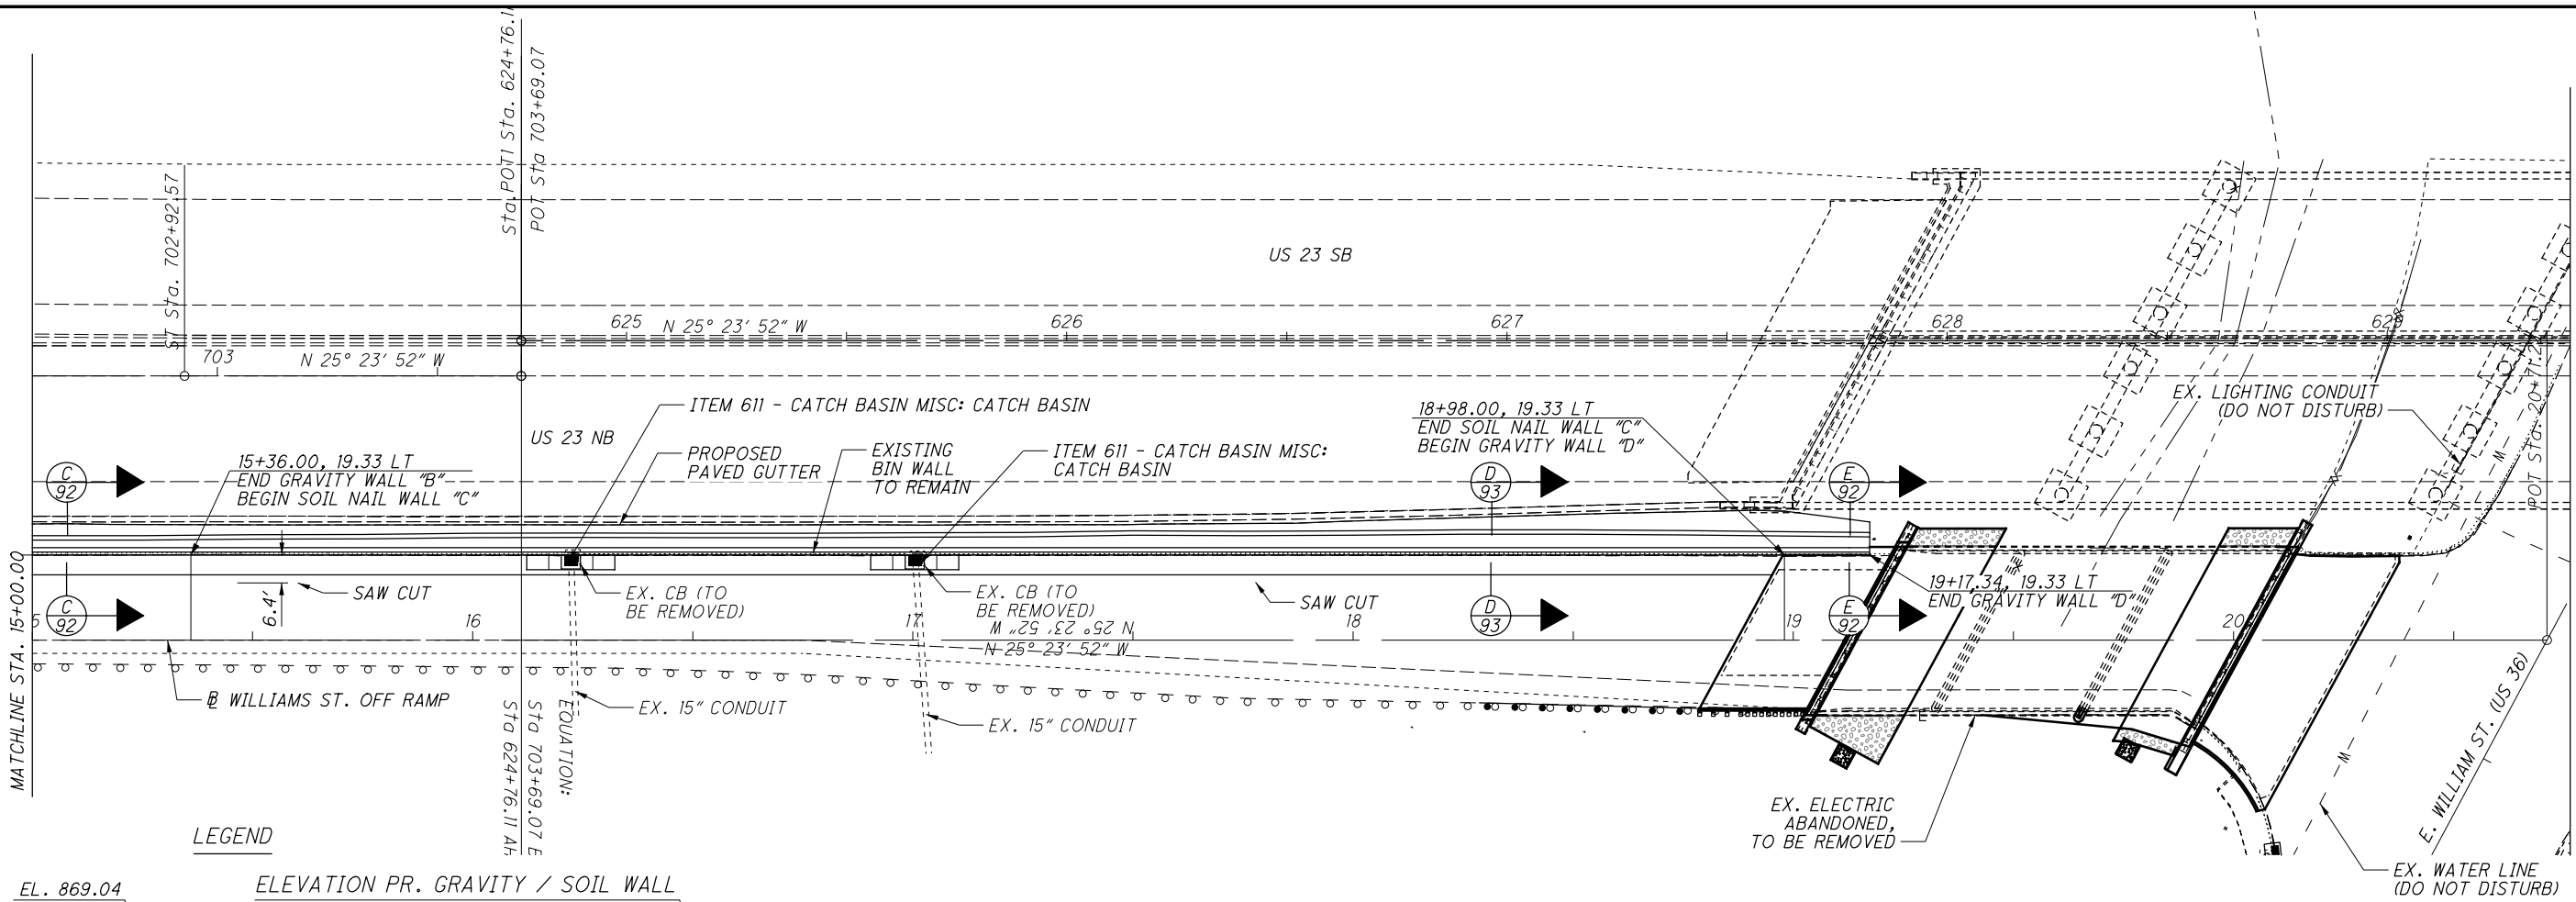 Sta. POT1 Sta. 624+76.11
POT Sta 703+69.07
ST Sta. 702+92.57
US 23 SB
625
N 25° 23' 52" W
626
627
628
629
703
N 25° 23' 52" W
ITEM 611 - CATCH BASIN MISC: CATCH BASIN
US 23 NB
PROPOSED
PAVED GUTTER
EXISTING
BIN WALL
TO REMAIN
ITEM 611 - CATCH BASIN MISC:
CATCH BASIN
18+98.00, 19.33 LT
END SOIL NAIL WALL "C"
BEGIN GRAVITY WALL "D"
EX. LIGHTING CONDUIT
(DO NOT DISTURB)
15+36.00, 19.33 LT
END GRAVITY WALL "B"
BEGIN SOIL NAIL WALL "C"
C
92
D
93
E
92
W
MATCHLINE STA. 15+00.00
6.4'
SAW CUT
EX. CB (TO
BE REMOVED)
EX. CB (TO
BE REMOVED)
SAW CUT
19+17.34, 19.33 LT
END GRAVITY WALL "D"
C
92
D
93
E
92
5
16
17
18
19
20
N 25° 23' 52" W
N 25° 23' 52" W
℄ WILLIAMS ST. OFF RAMP
EX. 15" CONDUIT
EX. 15" CONDUIT
E
EQUATION:
Sta 703+69.07 E
Sta 624+76.11 AH
EX. ELECTRIC
ABANDONED,
TO BE REMOVED
W
E. WILLIAM ST. (US 36)
EX. WATER LINE
(DO NOT DISTURB)
LEGEND
EL. 869.04
ELEVATION PR. GRAVITY / SOIL WALL